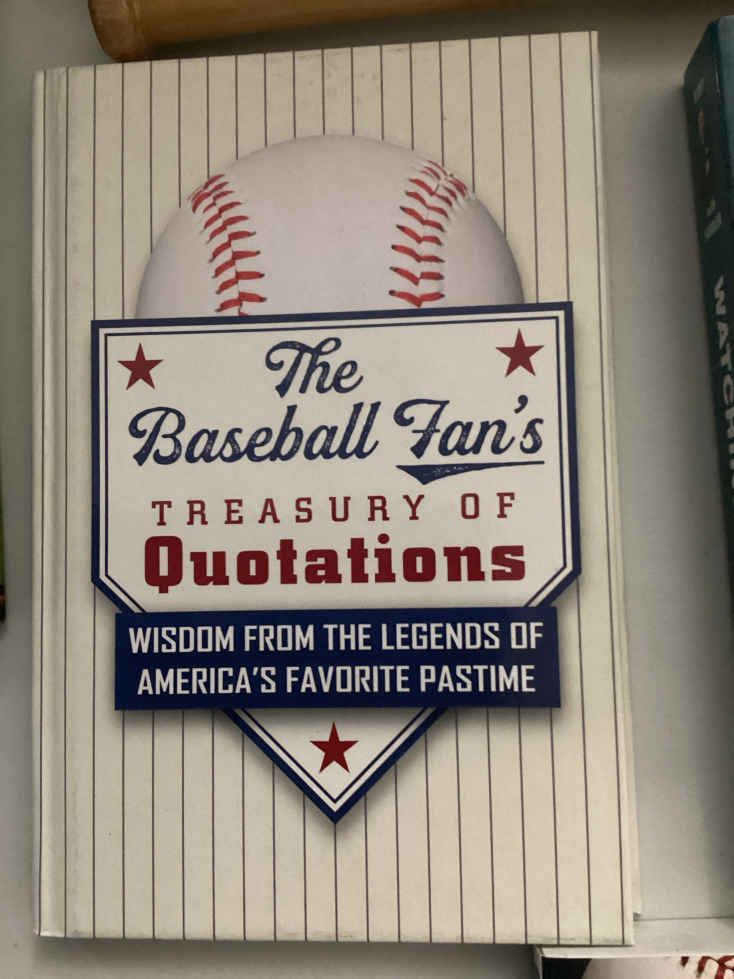 The
Baseball Fan's
TREASURY OF
Quotations
WISDOM FROM THE LEGENDS OF
AMERICA'S FAVORITE PASTIME